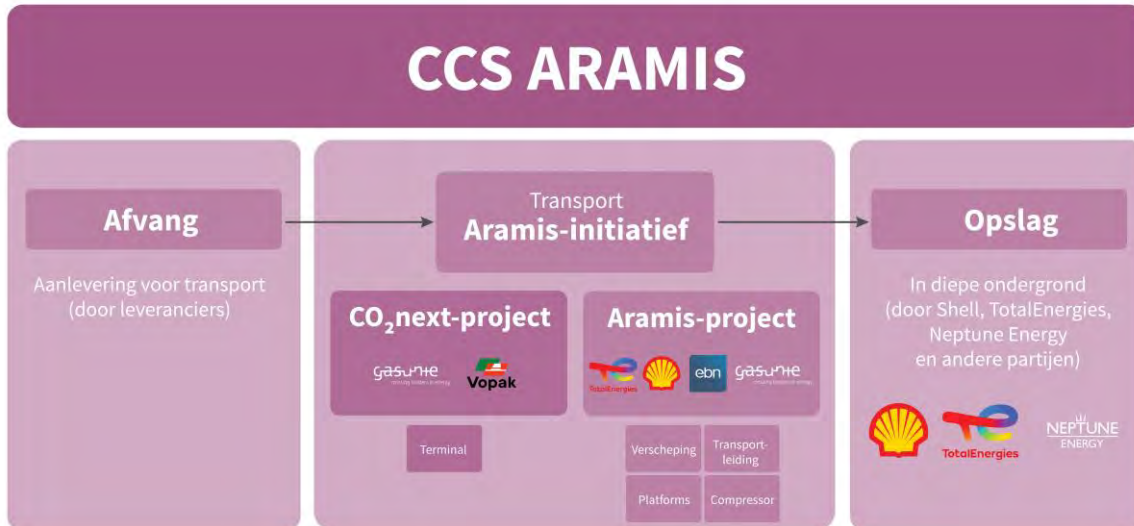 CCS ARAMIS
Afvang
Aanlevering voor transport
(door leveranciers)
Transport
Aramis-initiatief
CO₂next-project
gasunie
Vopak
Terminal
Aramis-project
TotalEnergies
ebn
gasunie
Verscheping
Transport-
leiding
Platforms
Compressor
Opslag
In diepe ondergrond
(door Shell, TotalEnergies,
Neptune Energy
en andere partijen)
TotalEnergies
NEPTUNE
ENERGY